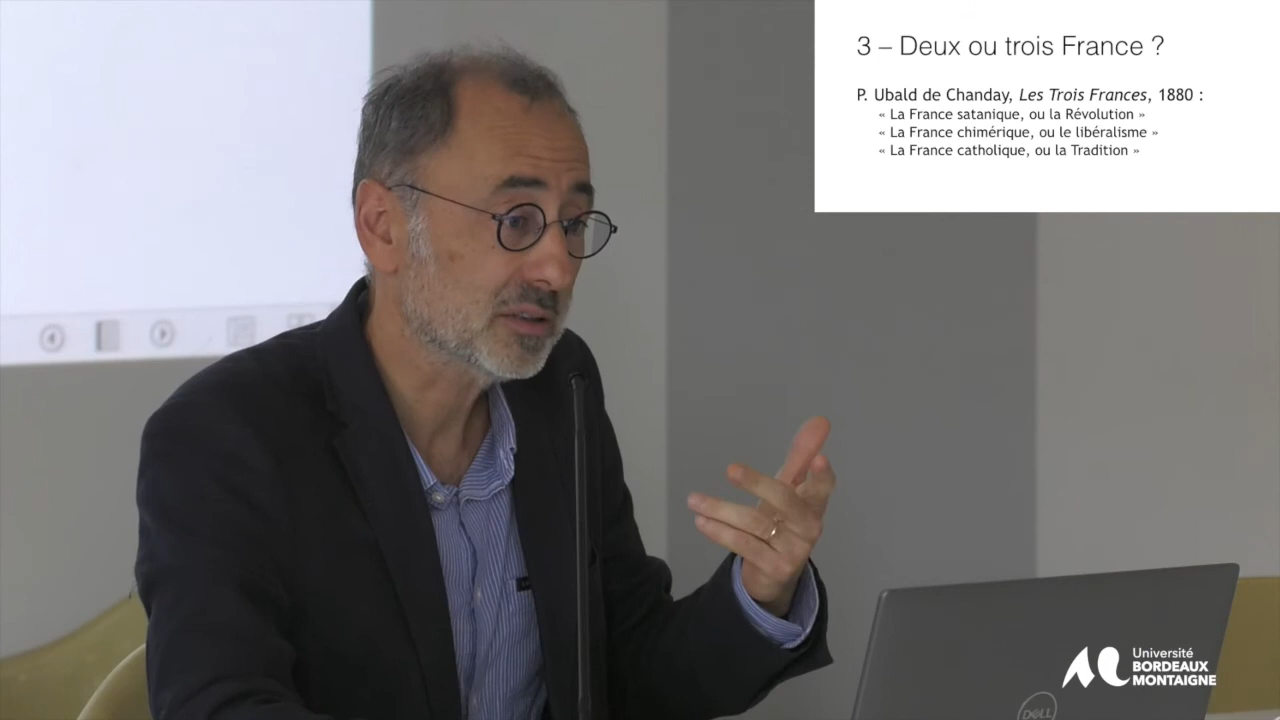 3 – Deux ou trois France ?
P. Ubald de Chanday, Les Trois Frances, 1880 :
« La France satanique, ou la Révolution »
« La France chimérique, ou le libéralisme »
« La France catholique, ou la Tradition »
Université
BORDEAUX
MONTAIGNE
DELL